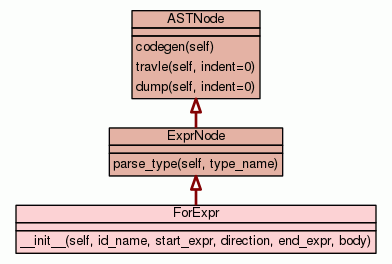 ASTNode
codegen(self)
travle(self, indent=0)
dump(self, indent=0)
ExprNode
parse_type(self, type_name)
ForExpr
__init__(self, id_name, start_expr, direction, end_expr, body)